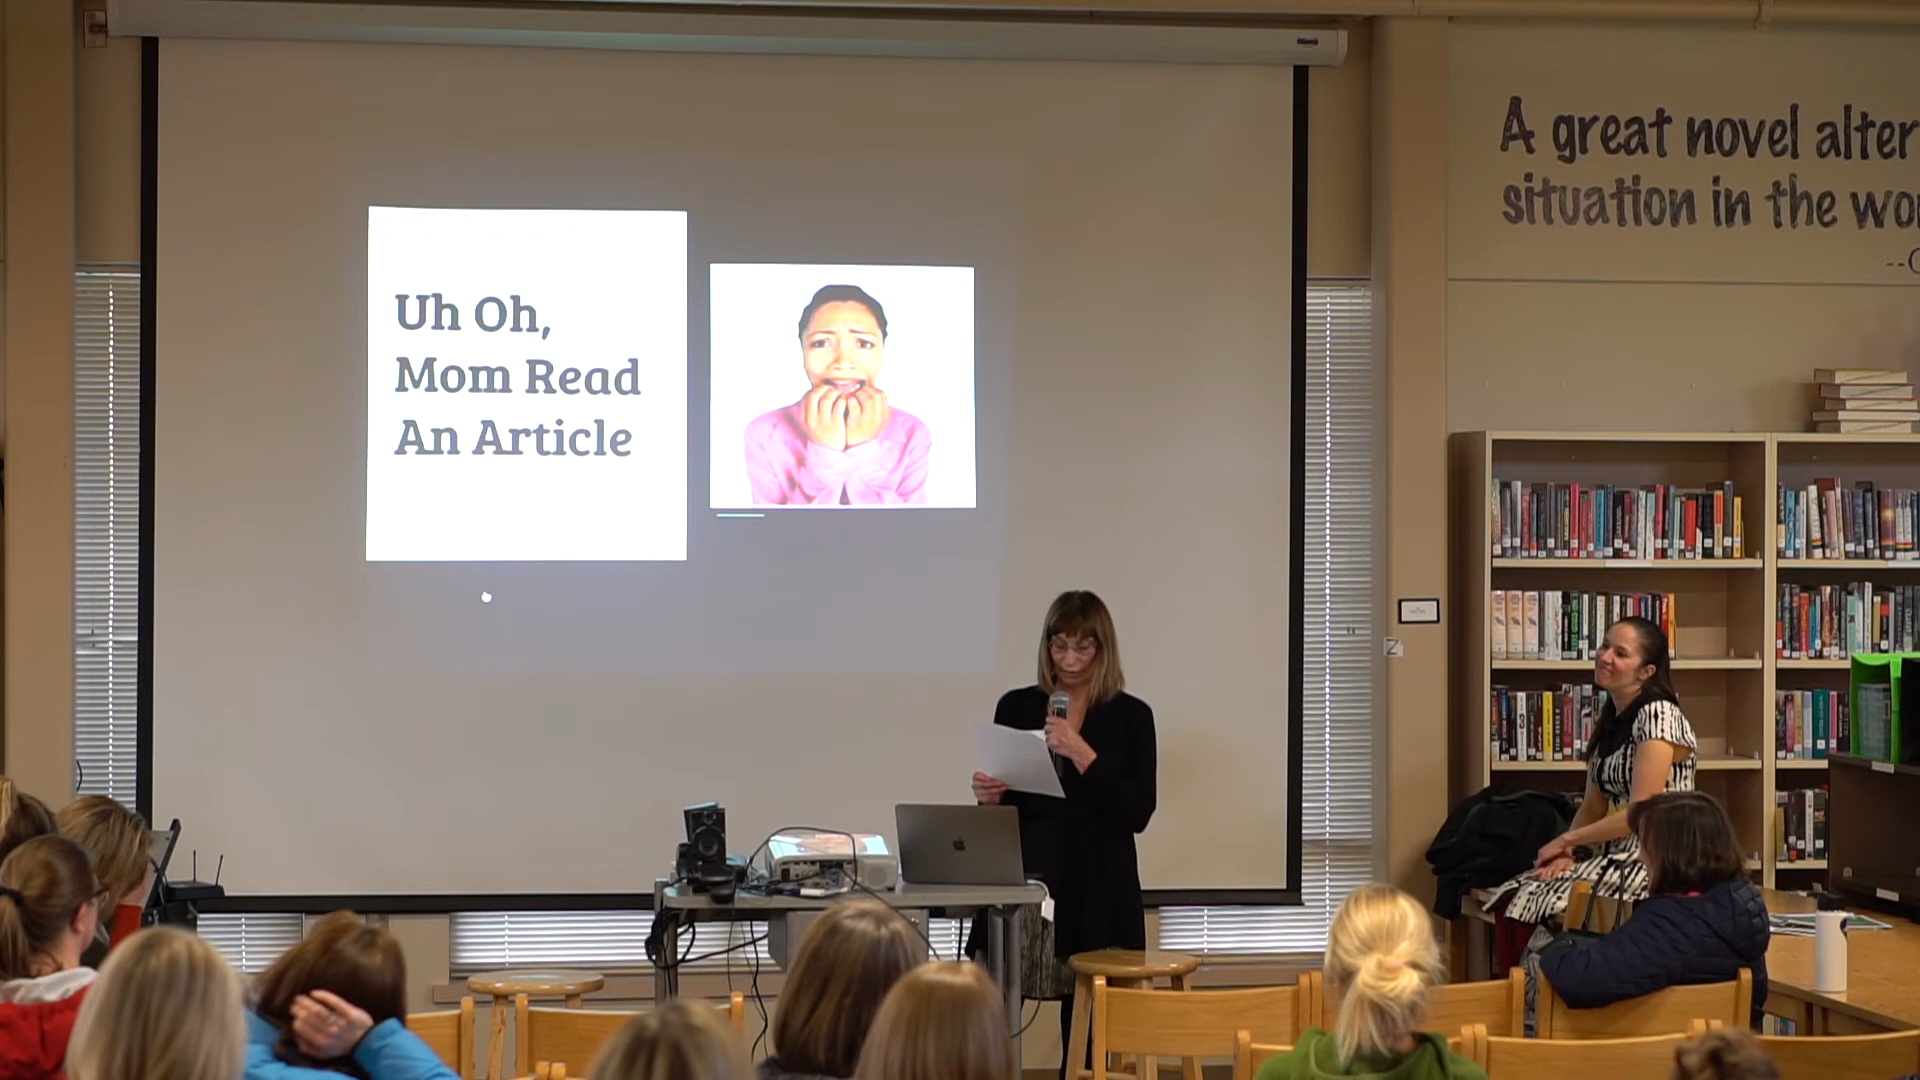 Uh Oh,
Mom Read
An Article
A great novel alter
situation in the wo
--C
Z